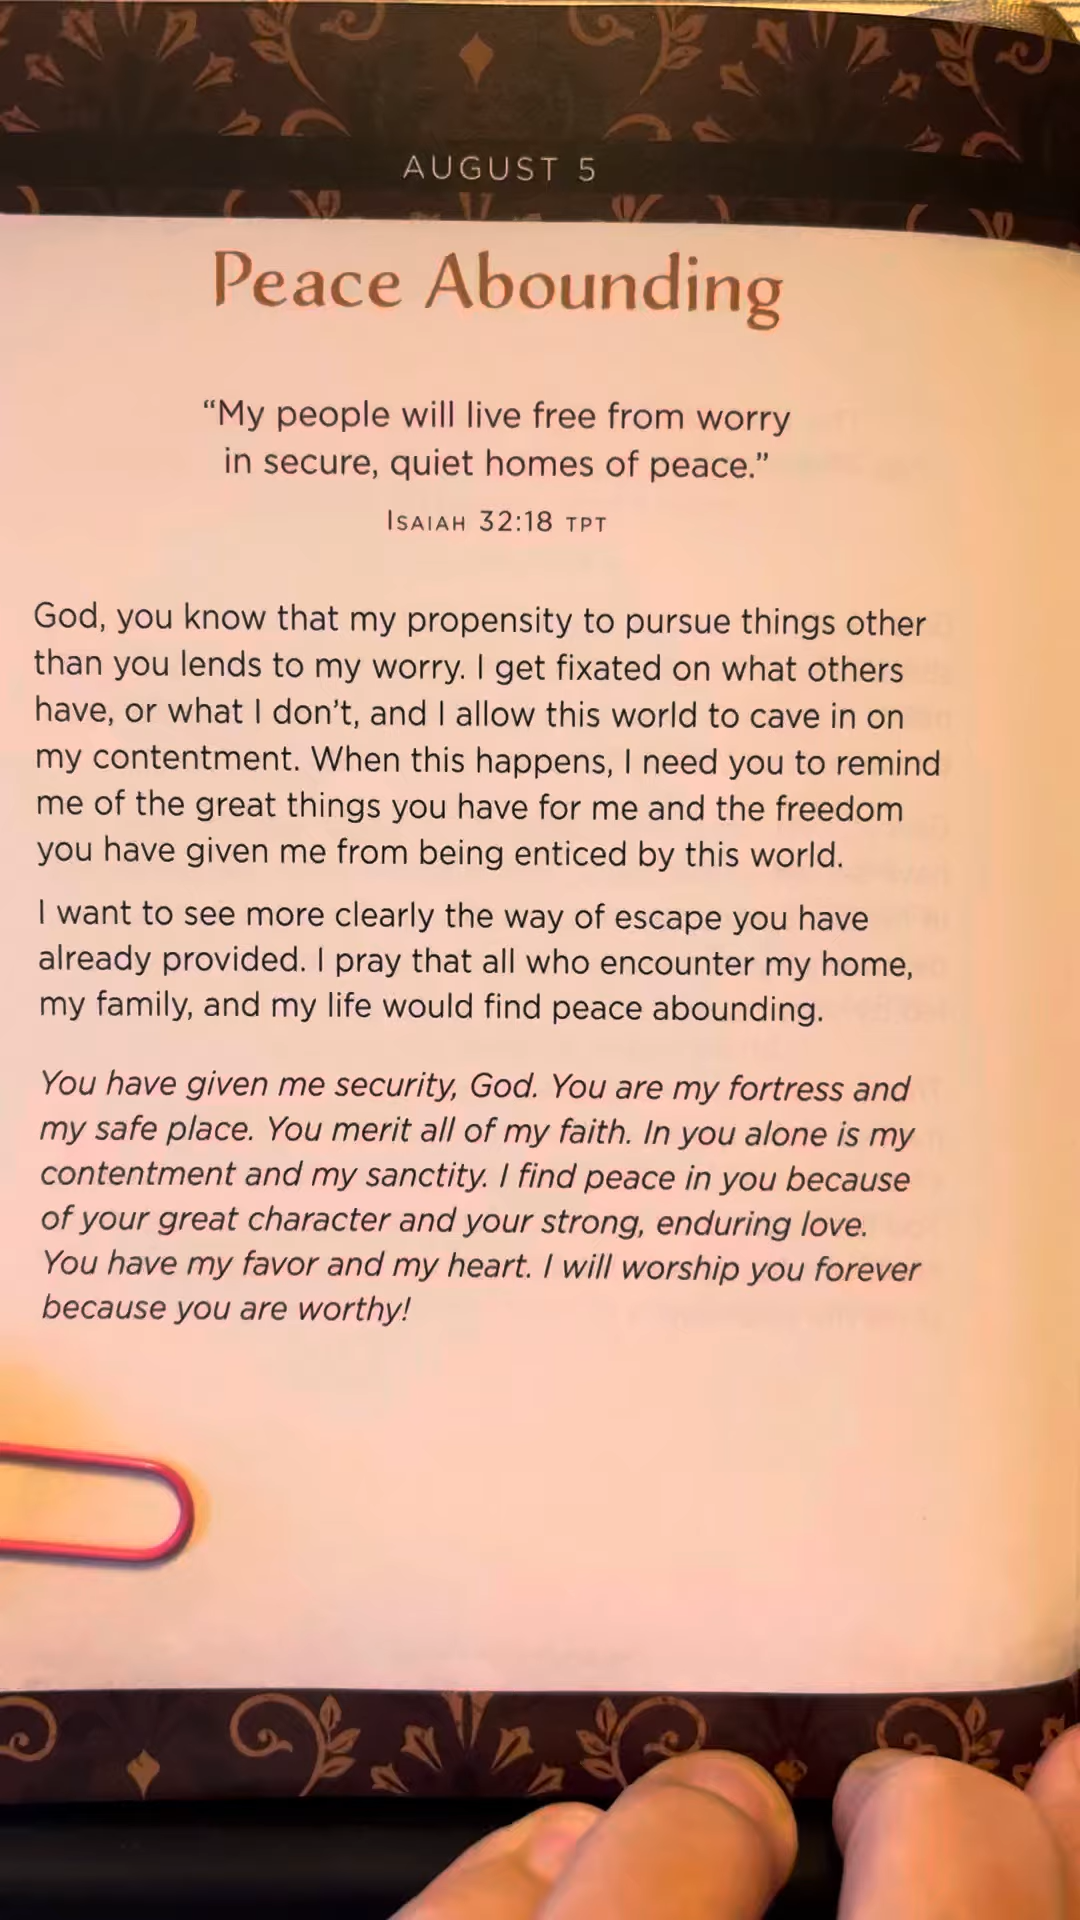 AUGUST 5
Peace Abounding
“My people will live free from worry
in secure, quiet homes of peace.”
Isaiah 32:18 TPT
God, you know that my propensity to pursue things other
than you lends to my worry. I get fixated on what others
have, or what I don’t, and I allow this world to cave in on
my contentment. When this happens, I need you to remind
me of the great things you have for me and the freedom
you have given me from being enticed by this world.
I want to see more clearly the way of escape you have
already provided. I pray that all who encounter my home,
my family, and my life would find peace abounding.
You have given me security, God. You are my fortress and
my safe place. You merit all of my faith. In you alone is my
contentment and my sanctity. I find peace in you because
of your great character and your strong, enduring love.
You have my favor and my heart. I will worship you forever
because you are worthy!